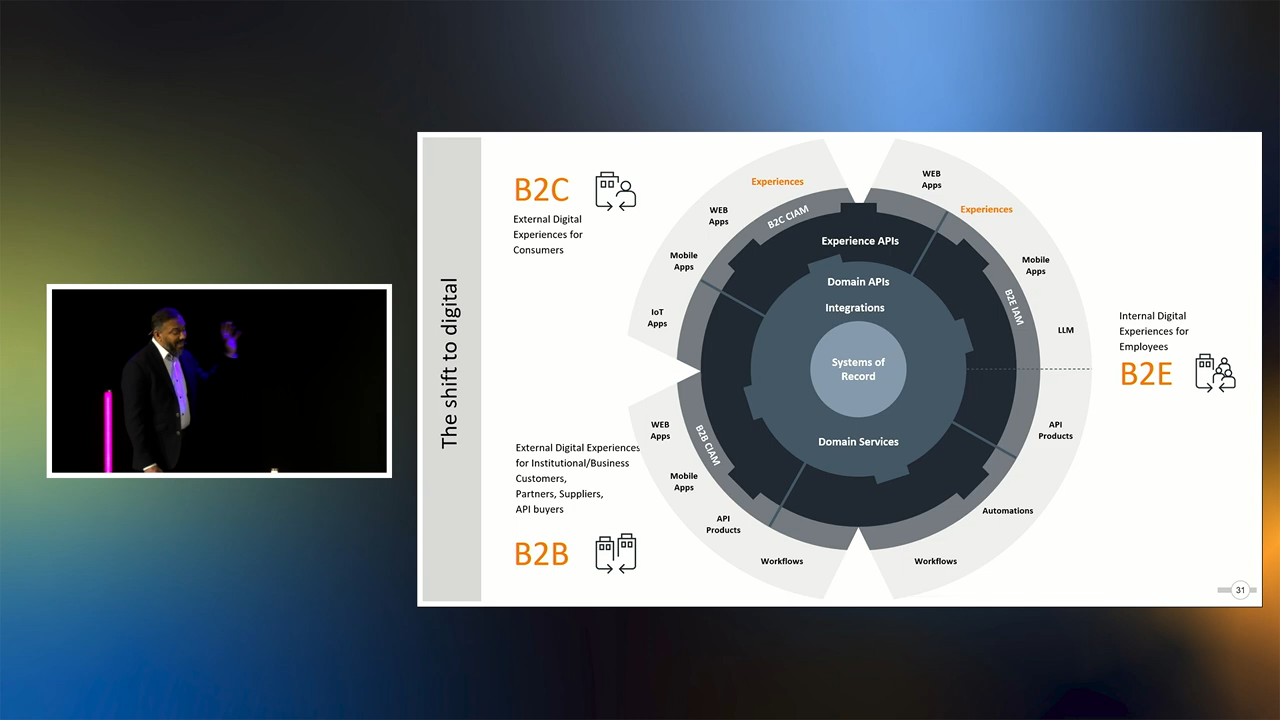 The shift to digital
B2C
External Digital
Experiences for
Consumers
External Digital Experiences
for Institutional/Business
Customers,
Partners, Suppliers,
API buyers
B2B
Experiences
WEB
Apps
Mobile
Apps
IoT
Apps
B2C CIAM
WEB
Apps
Mobile
Apps
API
Products
Workflows
B2B CIAM
Experience APIs
Domain APIs
Integrations
Systems of
Record
Domain Services
WEB
Apps
Experiences
Mobile
Apps
B2E IAM
LLM
API
Products
Automations
Workflows
Internal Digital
Experiences for
Employees
B2E
31